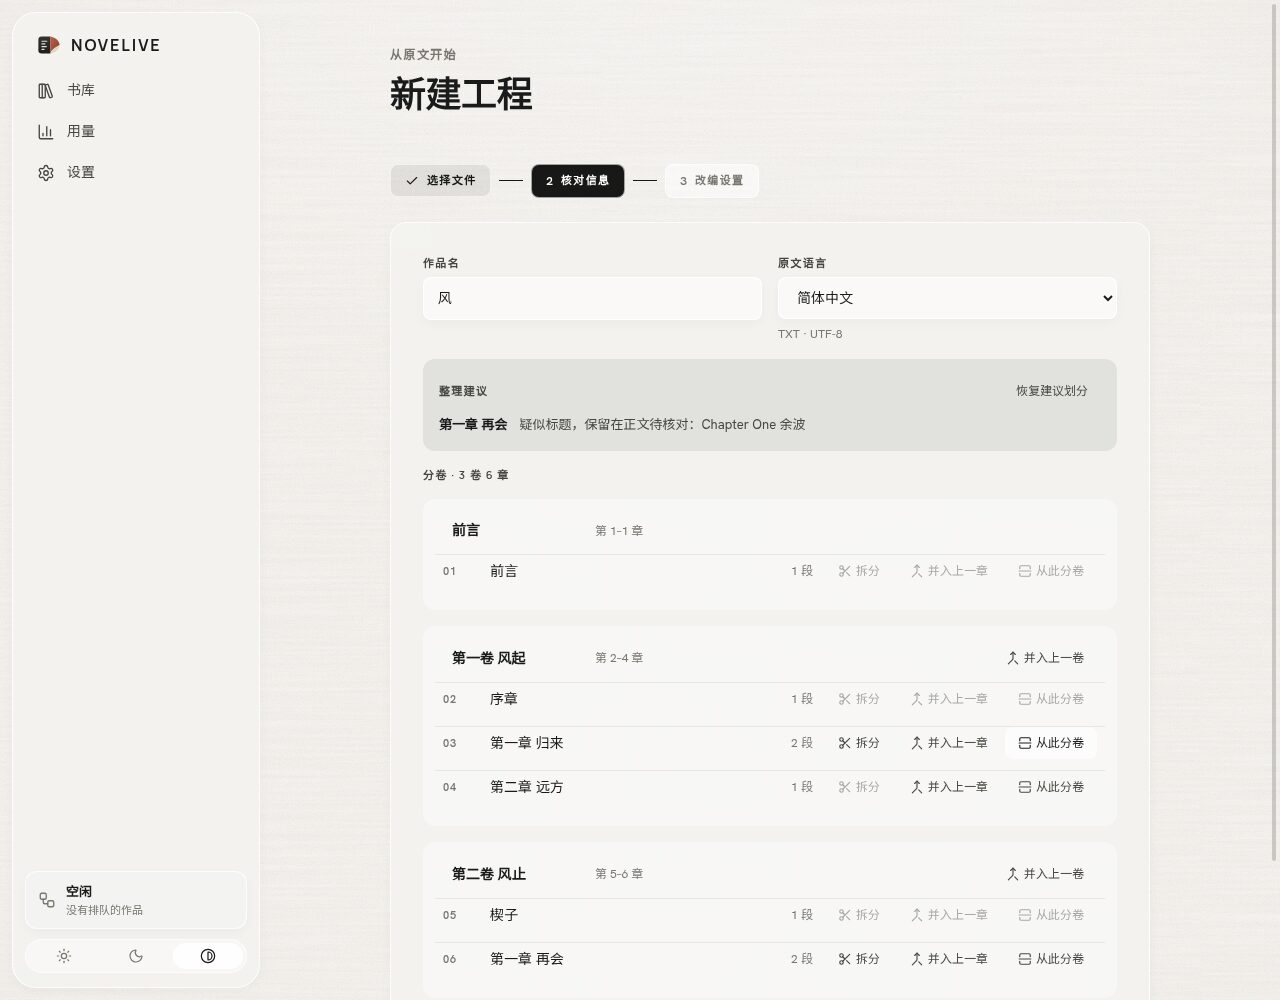 NOVELIVE
书库
用量
设置
空闲
没有排队的作品
从原文开始
新建工程
选择文件
2 核对信息
3 改编设置
作品名
原文语言
风
简体中文
TXT · UTF-8
整理建议
恢复建议划分
第一章 再会 疑似标题，保留在正文待核对：Chapter One 余波
分卷 · 3 卷 6 章
前言 第 1–1 章
01 前言 1 段 拆分 并入上一章 从此分卷
第一卷 风起 第 2–4 章 并入上一卷
02 序章 1 段 拆分 并入上一章 从此分卷
03 第一章 归来 2 段 拆分 并入上一章 从此分卷
04 第二章 远方 1 段 拆分 并入上一章 从此分卷
第二卷 风止 第 5–6 章 并入上一卷
05 楔子 1 段 拆分 并入上一章 从此分卷
06 第一章 再会 2 段 拆分 并入上一章 从此分卷